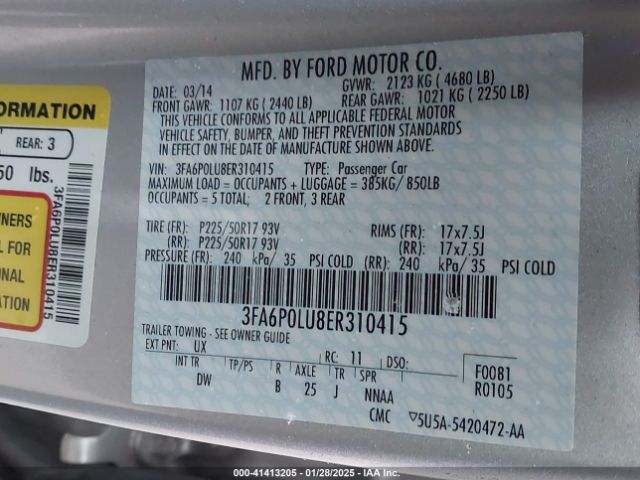 MFD. BY FORD MOTOR CO.
DATE: 03/14 GVWR: 2123 KG ( 4680 LB)
FRONT GAWR: 1107 KG ( 2440 LB) REAR GAWR: 1021 KG ( 2250 LB)
THIS VEHICLE CONFORMS TO ALL APPLICABLE FEDERAL MOTOR
VEHICLE SAFETY, BUMPER, AND THEFT PREVENTION STANDARDS
IN EFFECT ON THE DATE OF MANUFACTURE SHOWN ABOVE.
VIN: 3FA6P0LU8ER310415 TYPE: Passenger Car
MAXIMUM LOAD = OCCUPANTS + LUGGAGE = 385KG/ 850LB
OCCUPANTS = 5 TOTAL; 2 FRONT, 3 REAR
TIRE (FR): P225/50R17 93V RIMS (FR): 17x7.5J
(RR): P225/50R17 93V (RR): 17x7.5J
PRESSURE (FR): 240 kPa/ 35 PSI COLD (RR): 240 kPa/ 35 PSI COLD
3FA6P0LU8ER310415
TRAILER TOWING - SEE OWNER GUIDE
EXT PNT: UX RC: 11 DSO: F0081
INT TR TP/PS R AXLE TR SPR R0105
DW B 25 J NNAA
CMC ▽5U5A-5420472-AA
ORMATION
REAR: 3
50 lbs.
WNERS
L FOR
ONAL
ION
3FA6P0LU8ER310415
000-41413205 - 01/28/2025 - IAA Inc.